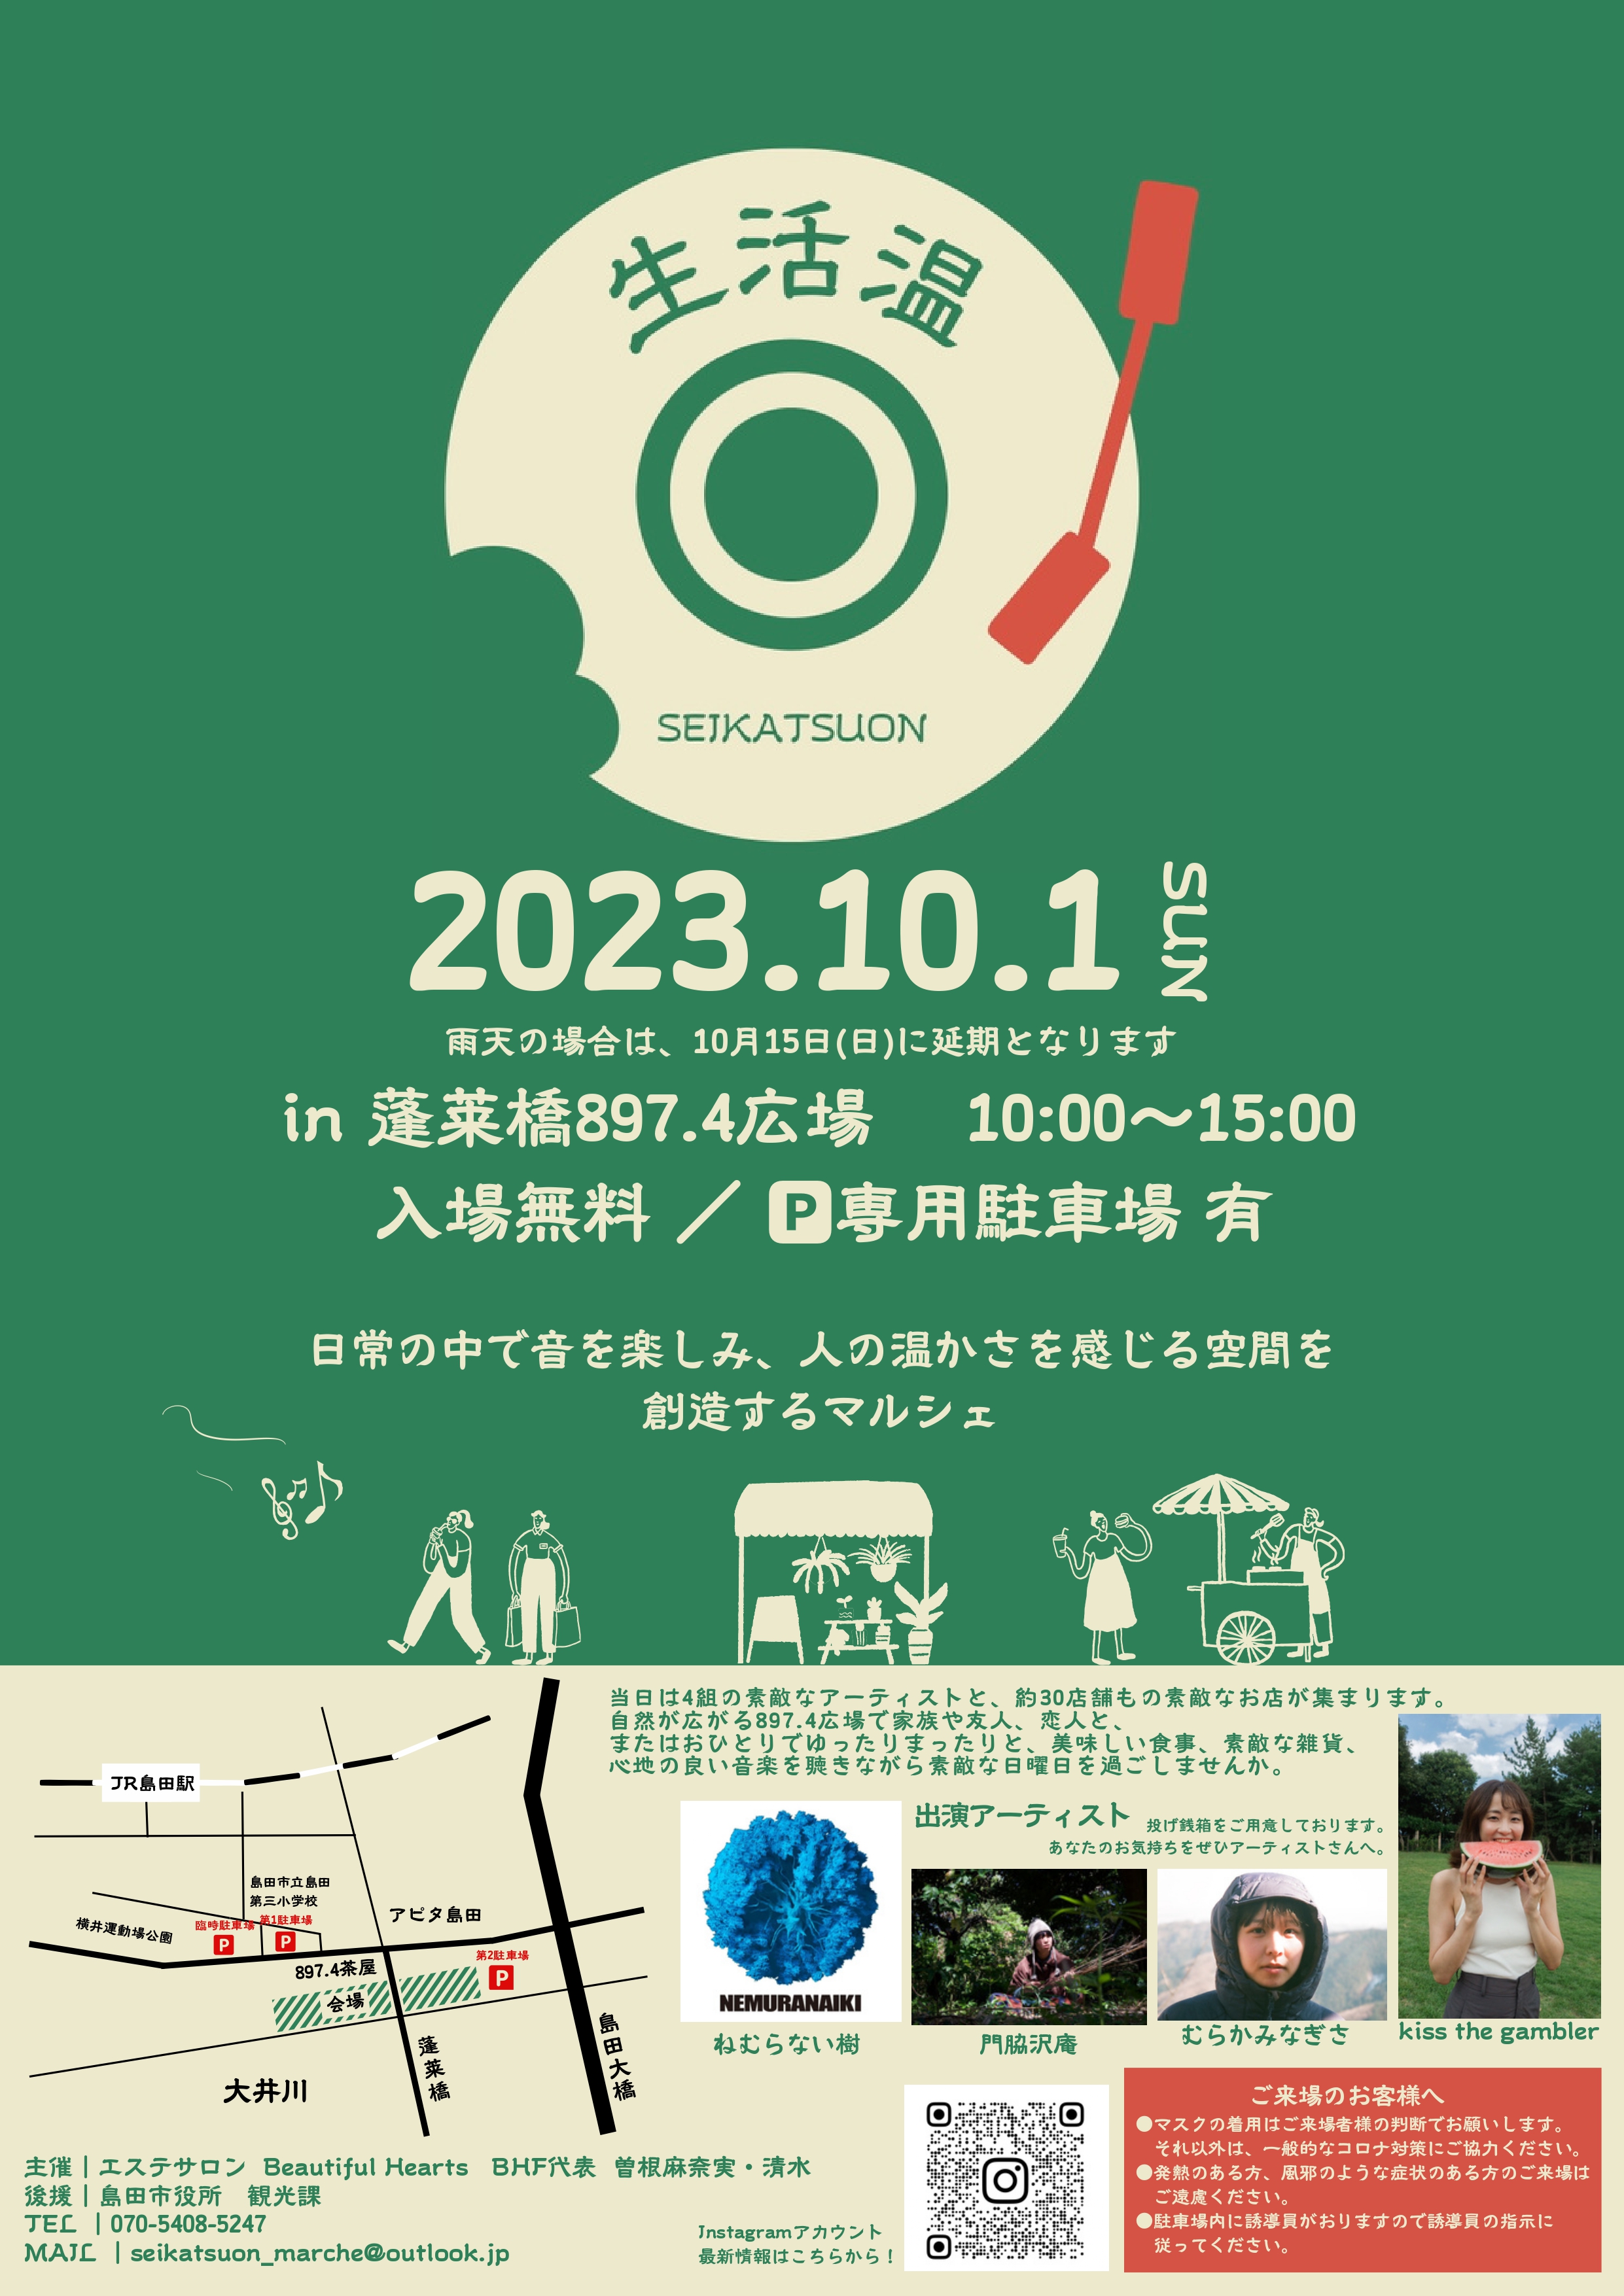 生活温
SEIKATSUON
2023.10.1 SUN
雨天の場合は、10月15日(日)に延期となります
in 蓬莱橋897.4広場 10:00～15:00
入場無料 ／ P専用駐車場 有
日常の中で音を楽しみ、人の温かさを感じる空間を
創造するマルシェ
当日は4組の素敵なアーティストと、約30店舗もの素敵なお店が集まります。
自然が広がる897.4広場で家族や友人、恋人と、
またはおひとりでゆったりまったりと、美味しい食事、素敵な雑貨、
心地の良い音楽を聴きながら素敵な日曜日を過ごしませんか。
出演アーティスト
投げ銭箱をご用意しております。
あなたのお気持ちをぜひアーティストさんへ。
NEMURANAIKI
ねむらない樹
門脇沢庵
むらかみなぎさ
kiss the gambler
JR島田駅
島田市立島田
第三小学校
横井運動場公園
臨時駐車場
P
第1駐車場
P
アピタ島田
第2駐車場
P
897.4茶屋
会場
蓬莱橋
島田大橋
大井川
主催｜エステサロン Beautiful Hearts BHF代表 曽根麻奈実・清水
後援｜島田市役所 観光課
TEL ｜070-5408-5247
MAIL ｜seikatsuon_marche@outlook.jp
Instagramアカウント
最新情報はこちらから！
ご来場のお客様へ
●マスクの着用はご来場者様の判断でお願いします。
それ以外は、一般的なコロナ対策にご協力ください。
●発熱のある方、風邪のような症状のある方のご来場は
ご遠慮ください。
●駐車場内に誘導員がおりますので誘導員の指示に
従ってください。